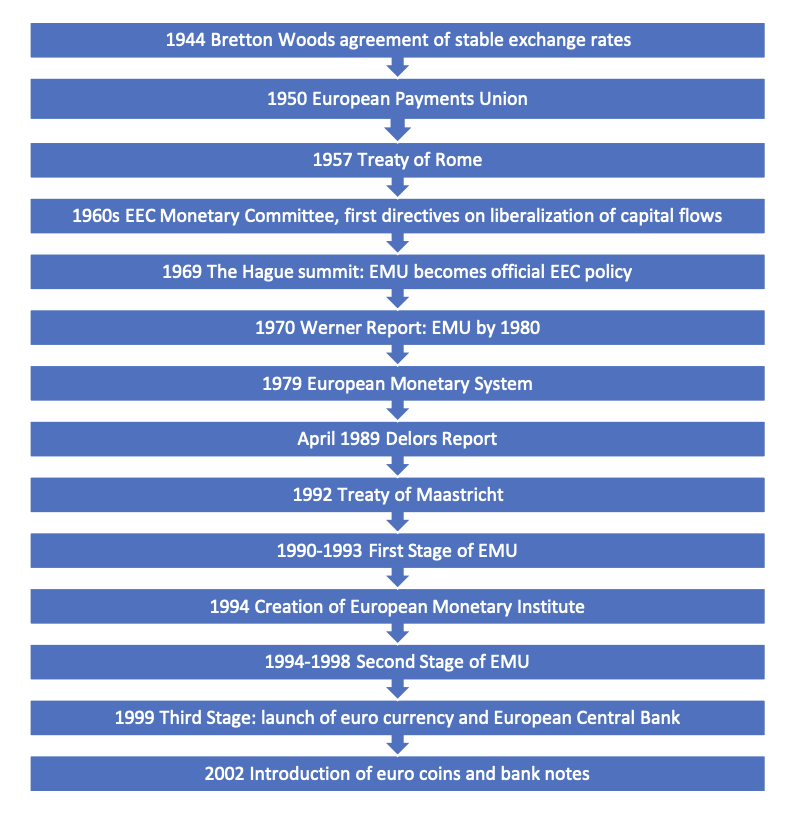 1944 Bretton Woods agreement of stable exchange rates
1950 European Payments Union
1957 Treaty of Rome
1960s EEC Monetary Committee, first directives on liberalization of capital flows
1969 The Hague summit: EMU becomes official EEC policy
1970 Werner Report: EMU by 1980
1979 European Monetary System
April 1989 Delors Report
1992 Treaty of Maastricht
1990-1993 First Stage of EMU
1994 Creation of European Monetary Institute
1994-1998 Second Stage of EMU
1999 Third Stage: launch of euro currency and European Central Bank
2002 Introduction of euro coins and bank notes